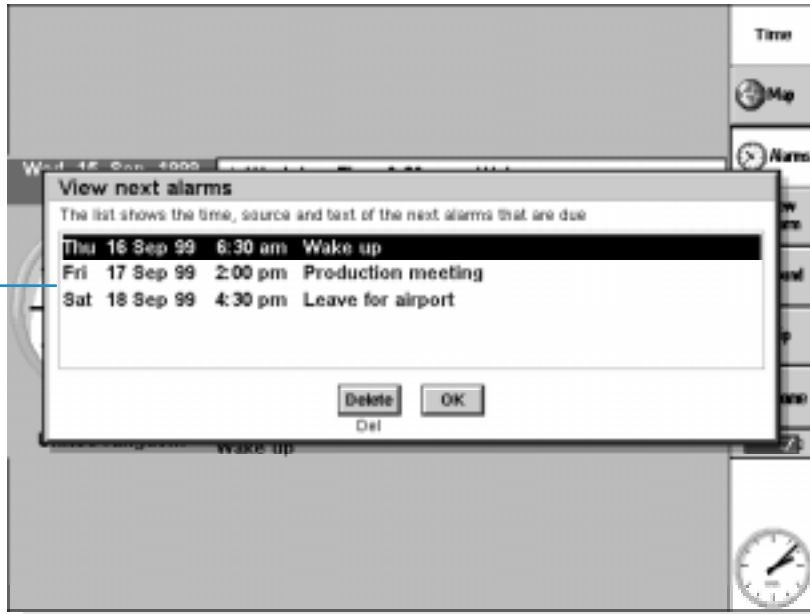 Time
Map
Alarms
View next alarms
The list shows the time, source and text of the next alarms that are due
Thu 16 Sep 99 6:30 am Wake up
Fri 17 Sep 99 2:00 pm Production meeting
Sat 18 Sep 99 4:30 pm Leave for airport
Delete OK
Del
Wake up